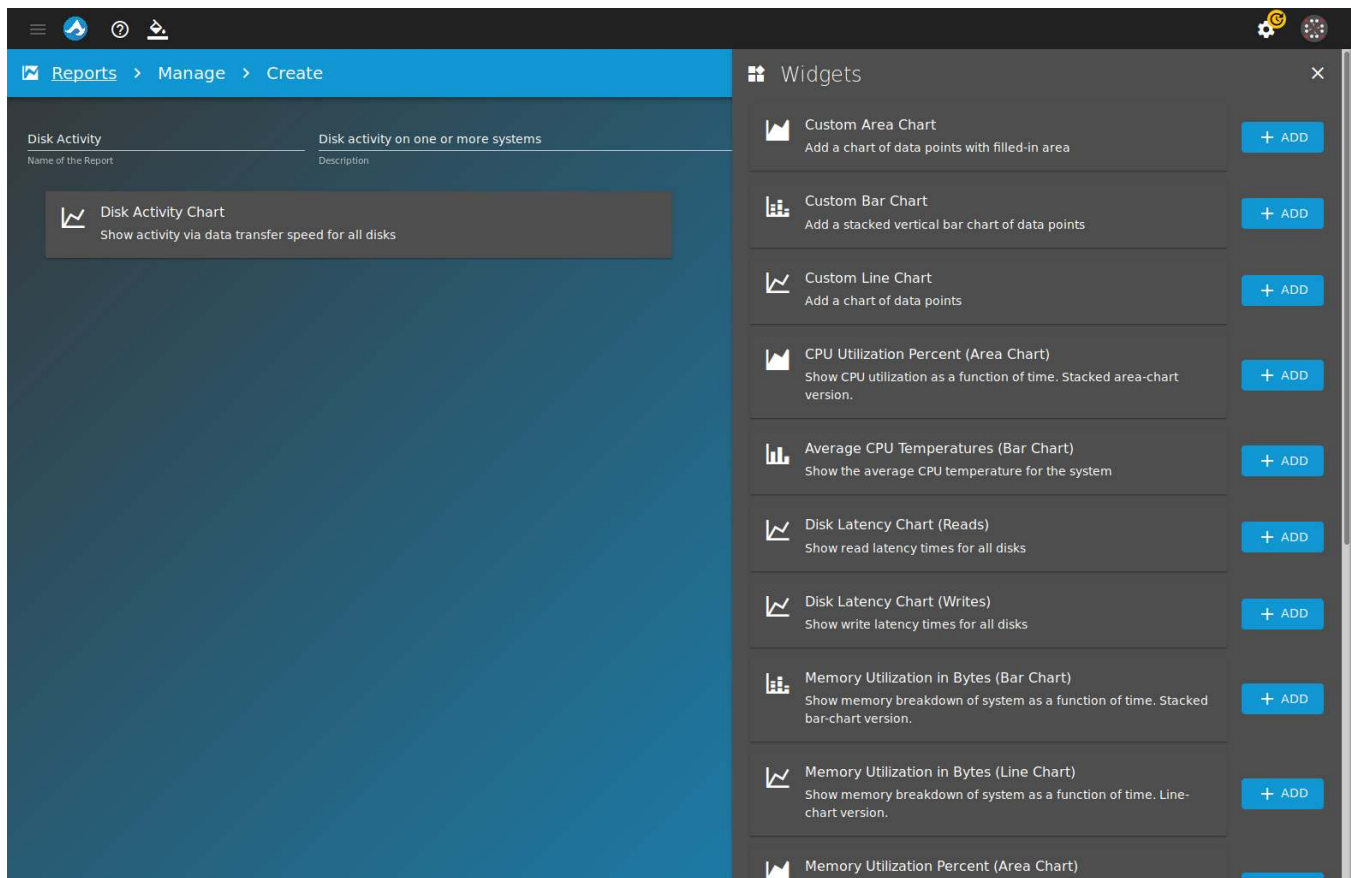 Reports > Manage > Create
Disk Activity
Name of the Report
Disk activity on one or more systems
Description
Disk Activity Chart
Show activity via data transfer speed for all disks
Widgets
Custom Area Chart
Add a chart of data points with filled-in area
+ ADD
Custom Bar Chart
Add a stacked vertical bar chart of data points
+ ADD
Custom Line Chart
Add a chart of data points
+ ADD
CPU Utilization Percent (Area Chart)
Show CPU utilization as a function of time. Stacked area-chart
version.
+ ADD
Average CPU Temperatures (Bar Chart)
Show the average CPU temperature for the system
+ ADD
Disk Latency Chart (Reads)
Show read latency times for all disks
+ ADD
Disk Latency Chart (Writes)
Show write latency times for all disks
+ ADD
Memory Utilization in Bytes (Bar Chart)
Show memory breakdown of system as a function of time. Stacked
bar-chart version.
+ ADD
Memory Utilization in Bytes (Line Chart)
Show memory breakdown of system as a function of time. Line-
chart version.
+ ADD
Memory Utilization Percent (Area Chart)